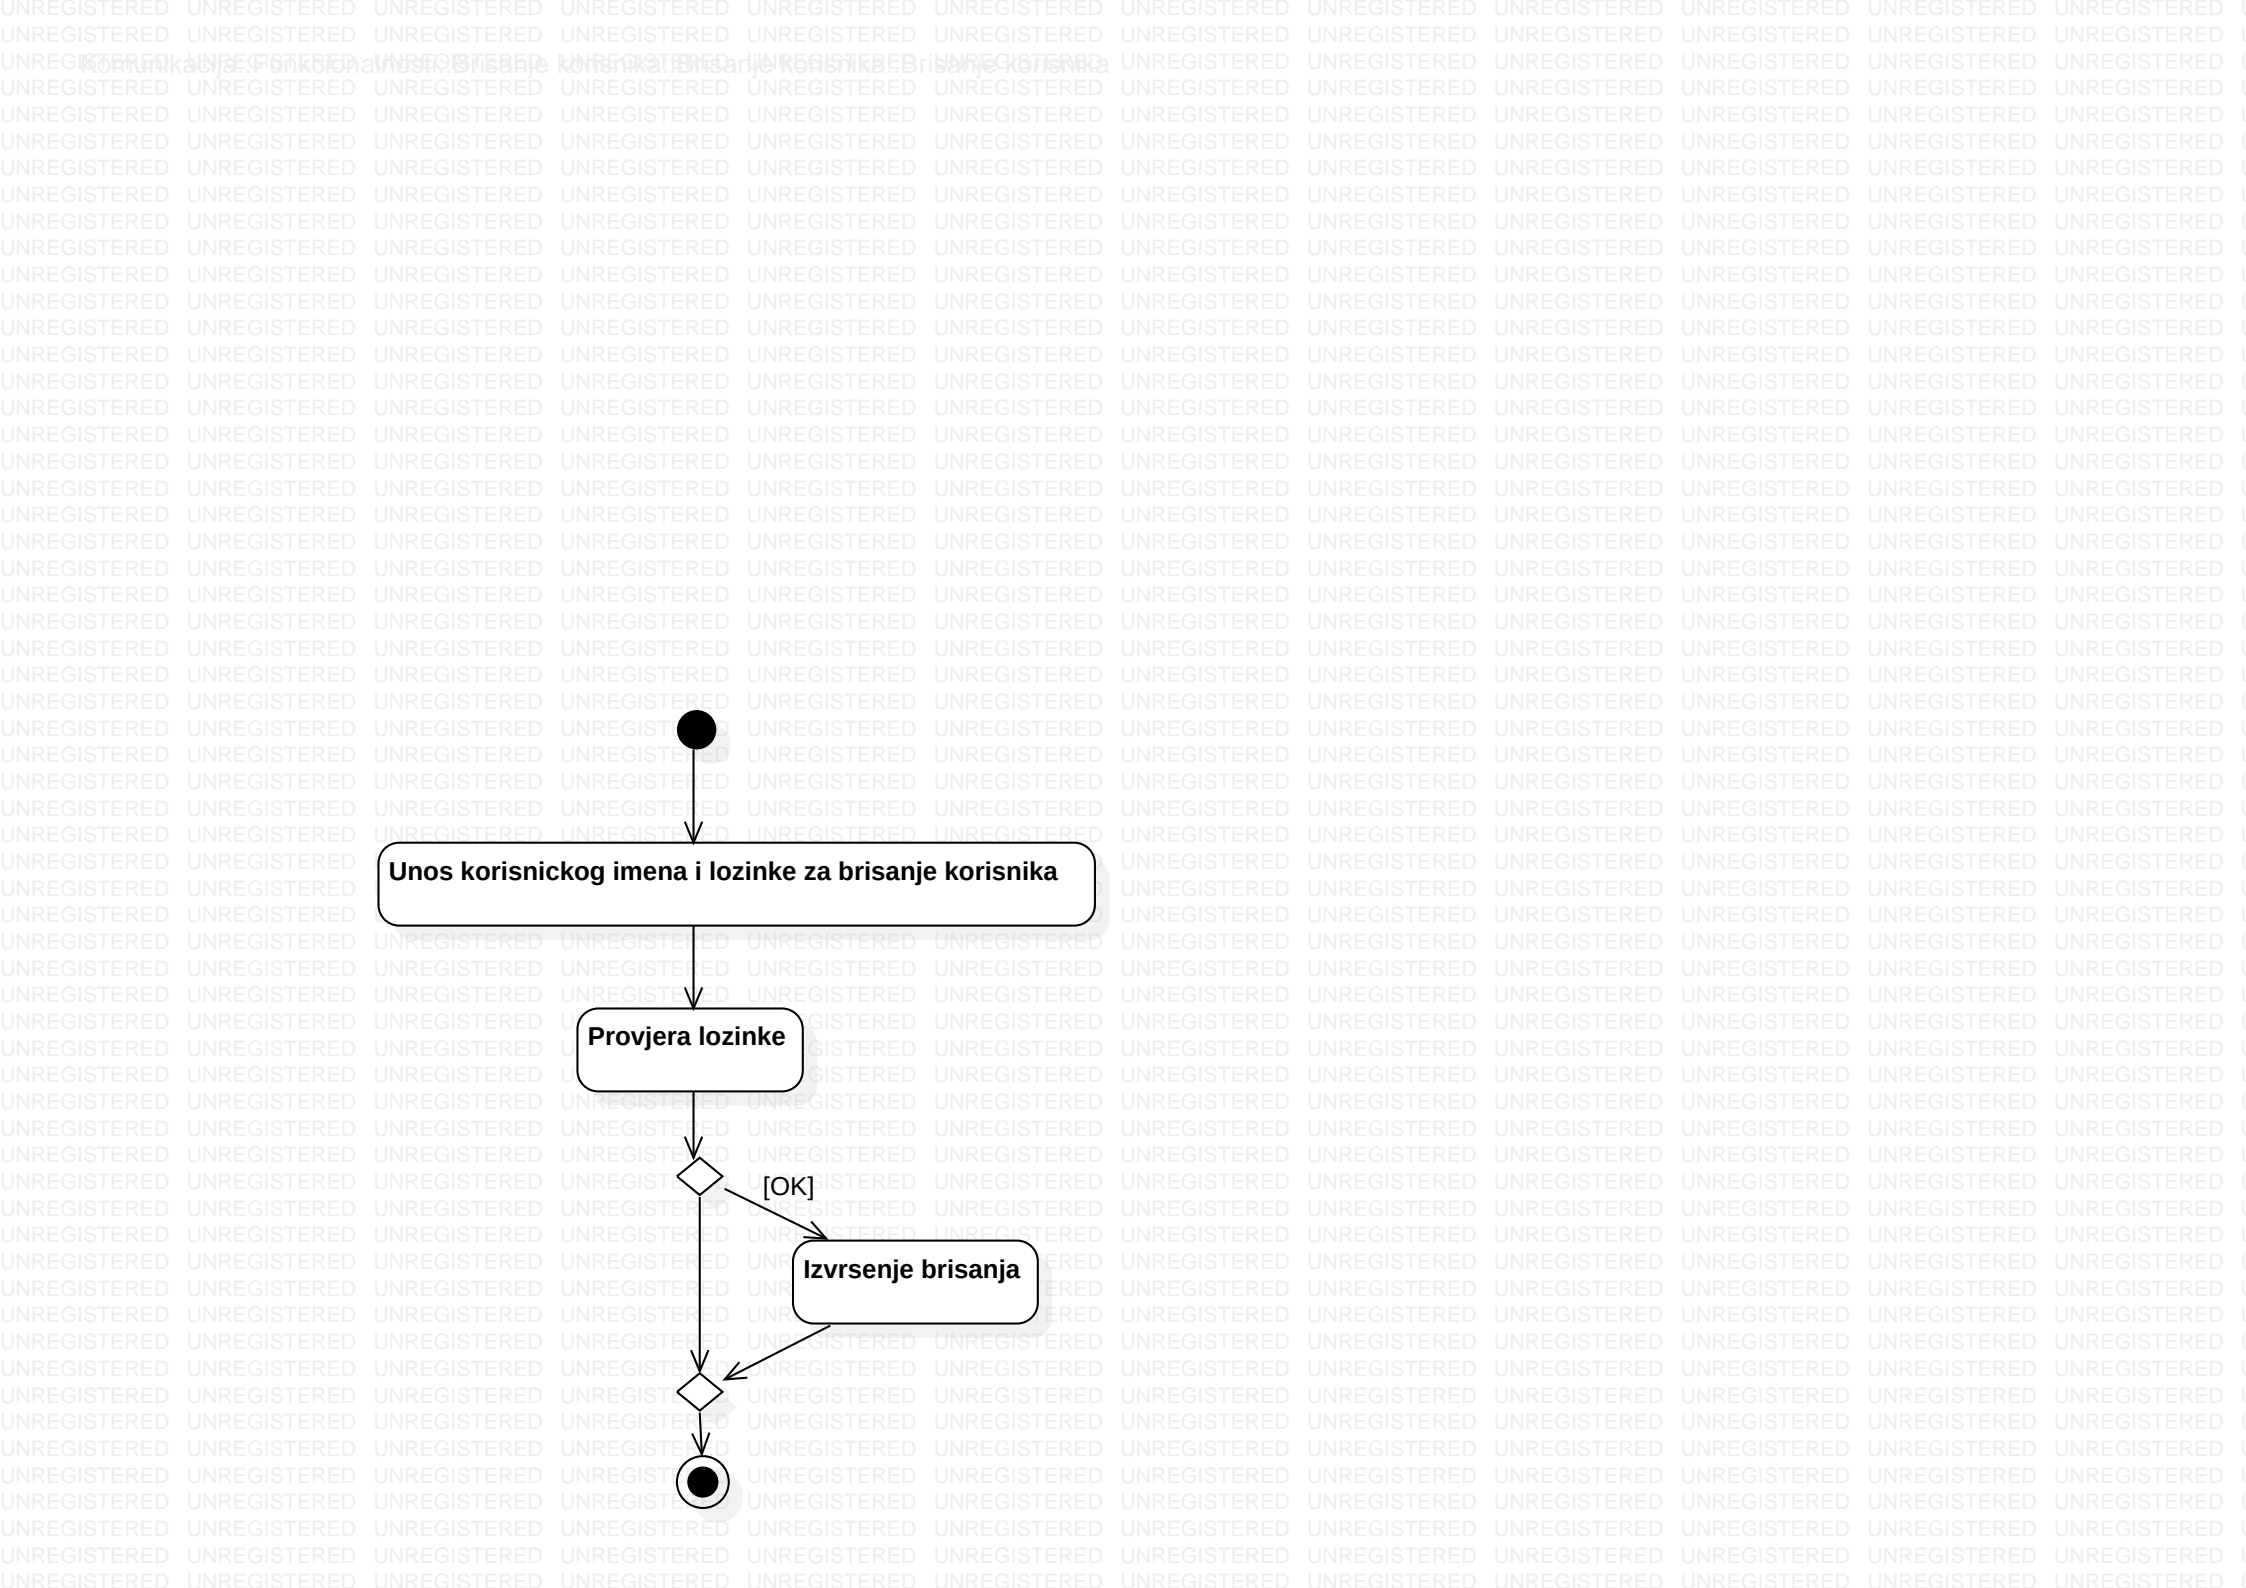 Komunikacija::Funkcionalnosti::Brisanje korisnika::Brisanje korisnika::Brisanje korisnika
Unos korisnickog imena i lozinke za brisanje korisnika
Provjera lozinke
[OK]
Izvrsenje brisanja
UNREGISTERED